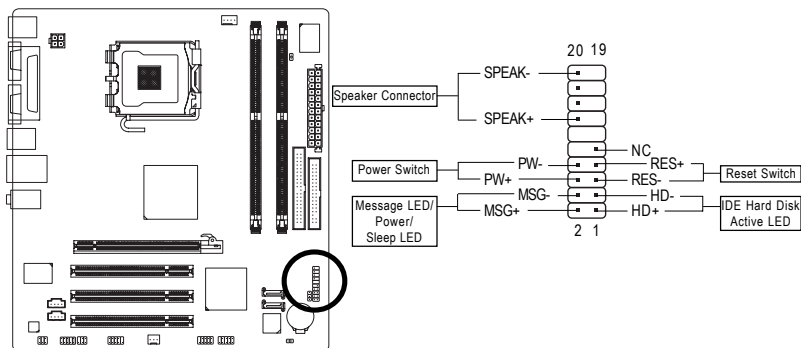 20 19
SPEAK-
Speaker Connector
SPEAK+
NC
Power Switch
PW-
RES+
Reset Switch
PW+
RES-
Message LED/
Power/
Sleep LED
MSG-
HD-
IDE Hard Disk
Active LED
MSG+
HD+
2 1